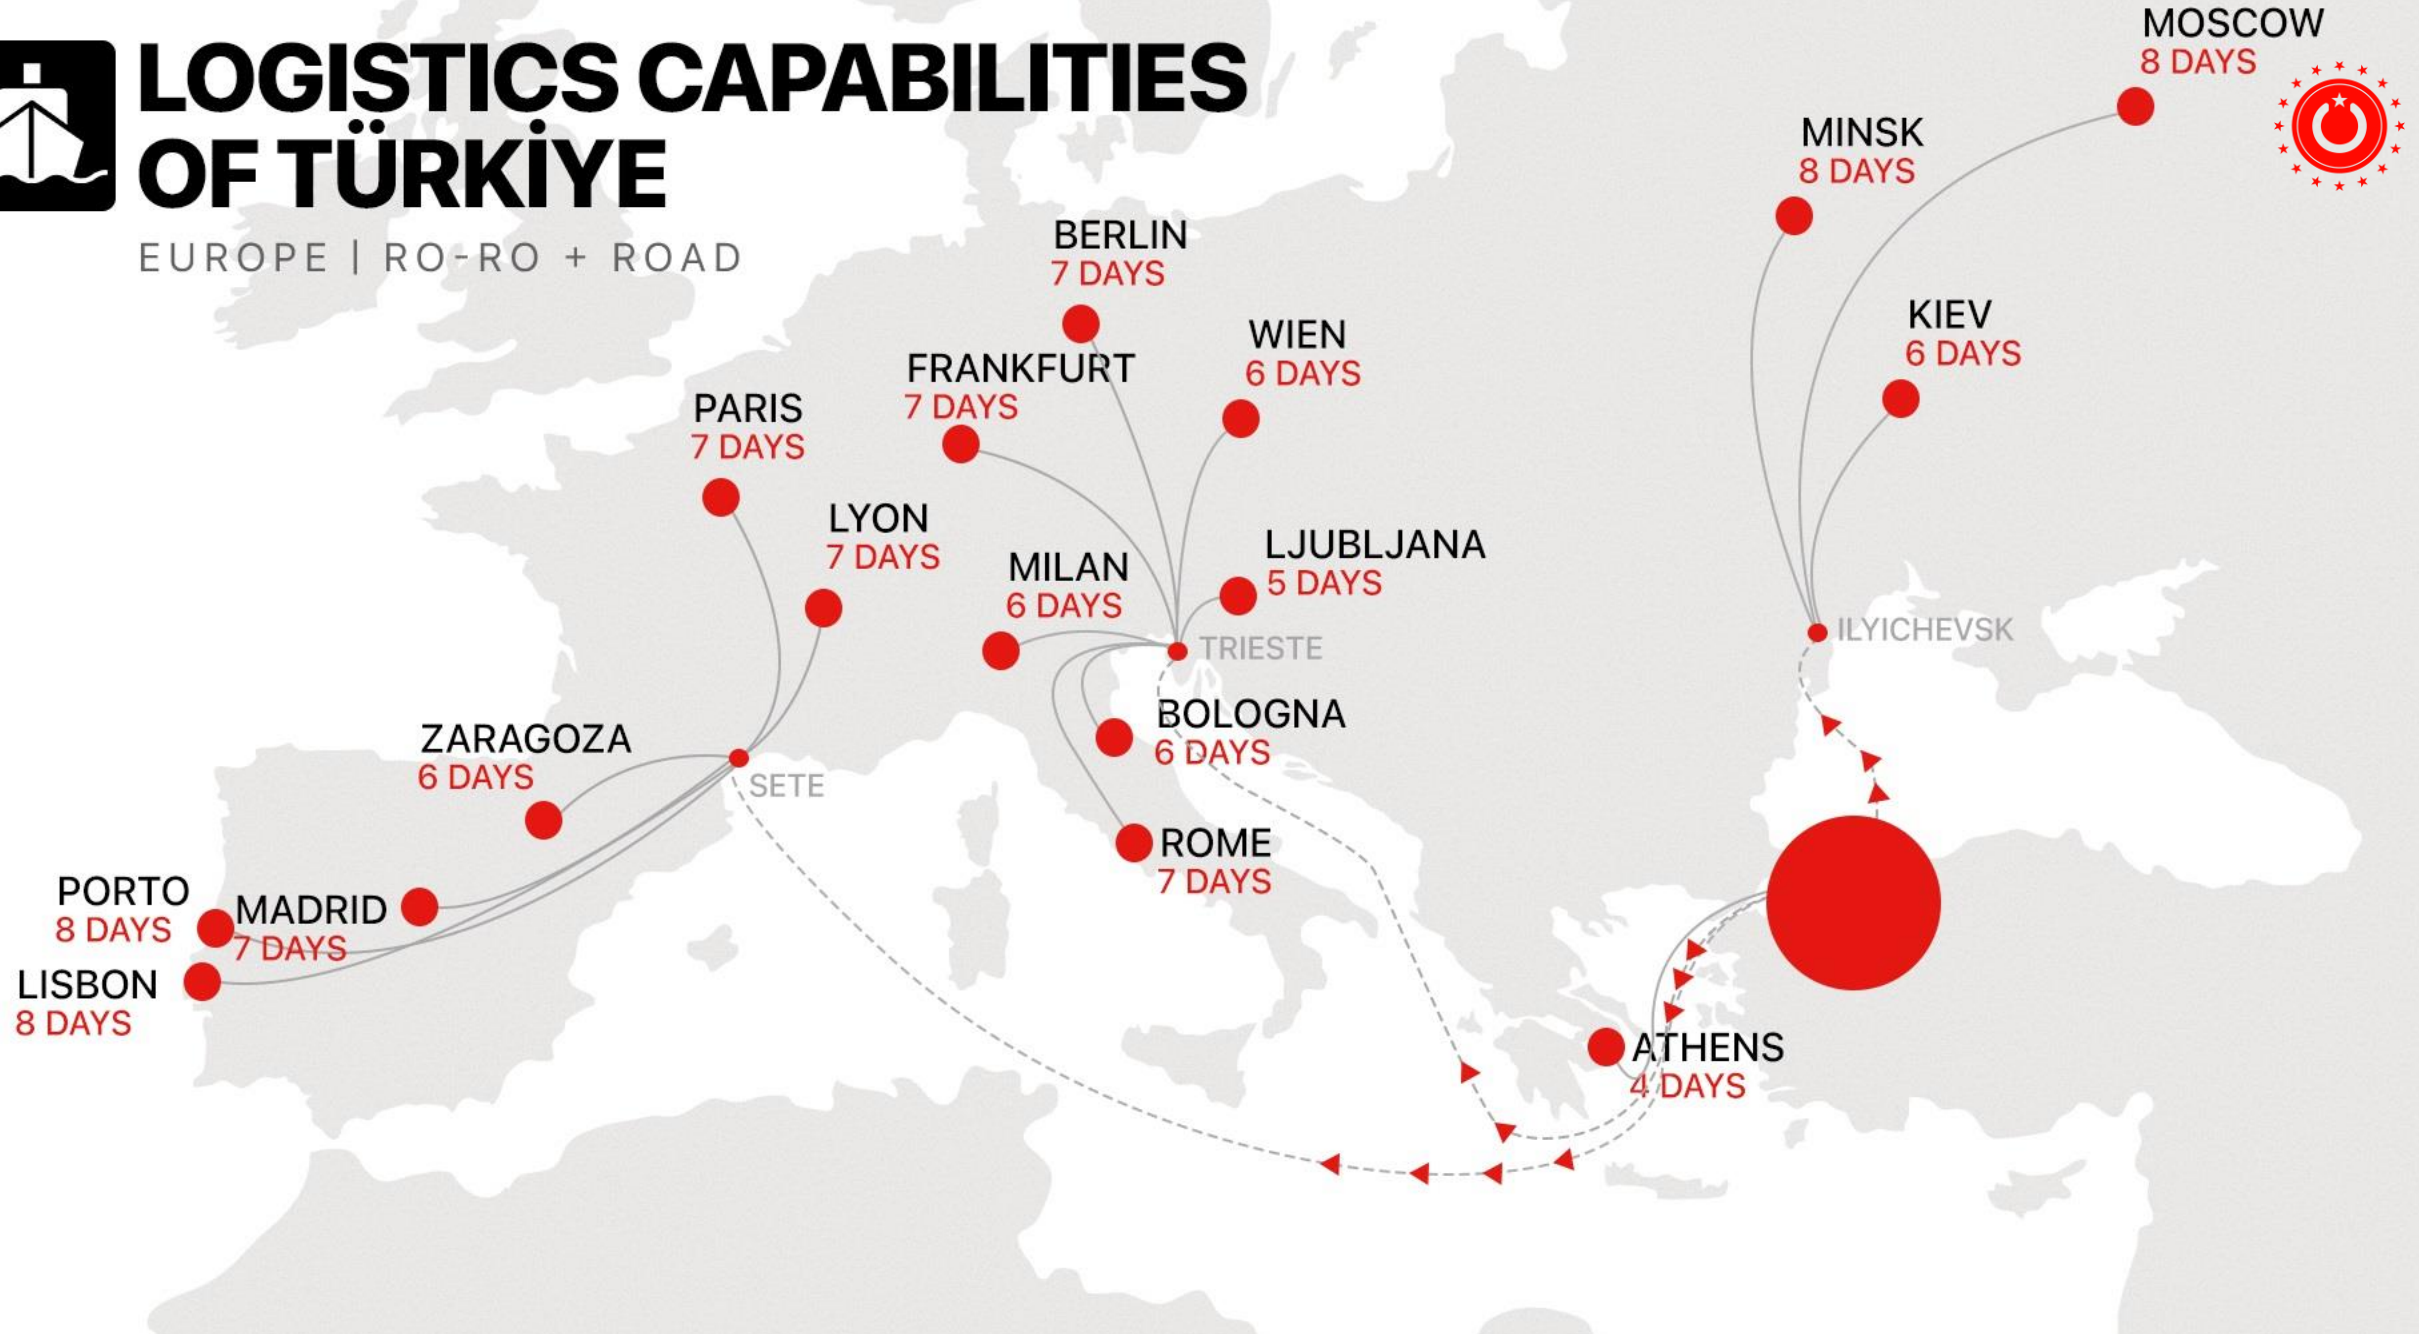 LOGISTICS CAPABILITIES
OF TÜRKİYE
EUROPE | RO-RO + ROAD
MOSCOW
8 DAYS
MINSK
8 DAYS
KIEV
6 DAYS
BERLIN
7 DAYS
WIEN
6 DAYS
FRANKFURT
7 DAYS
PARIS
7 DAYS
LYON
7 DAYS
MILAN
6 DAYS
LJUBLJANA
5 DAYS
TRIESTE
ILYICHEVSK
BOLOGNA
6 DAYS
ZARAGOZA
6 DAYS
SETE
ROME
7 DAYS
PORTO
8 DAYS
MADRID
7 DAYS
LISBON
8 DAYS
ATHENS
4 DAYS